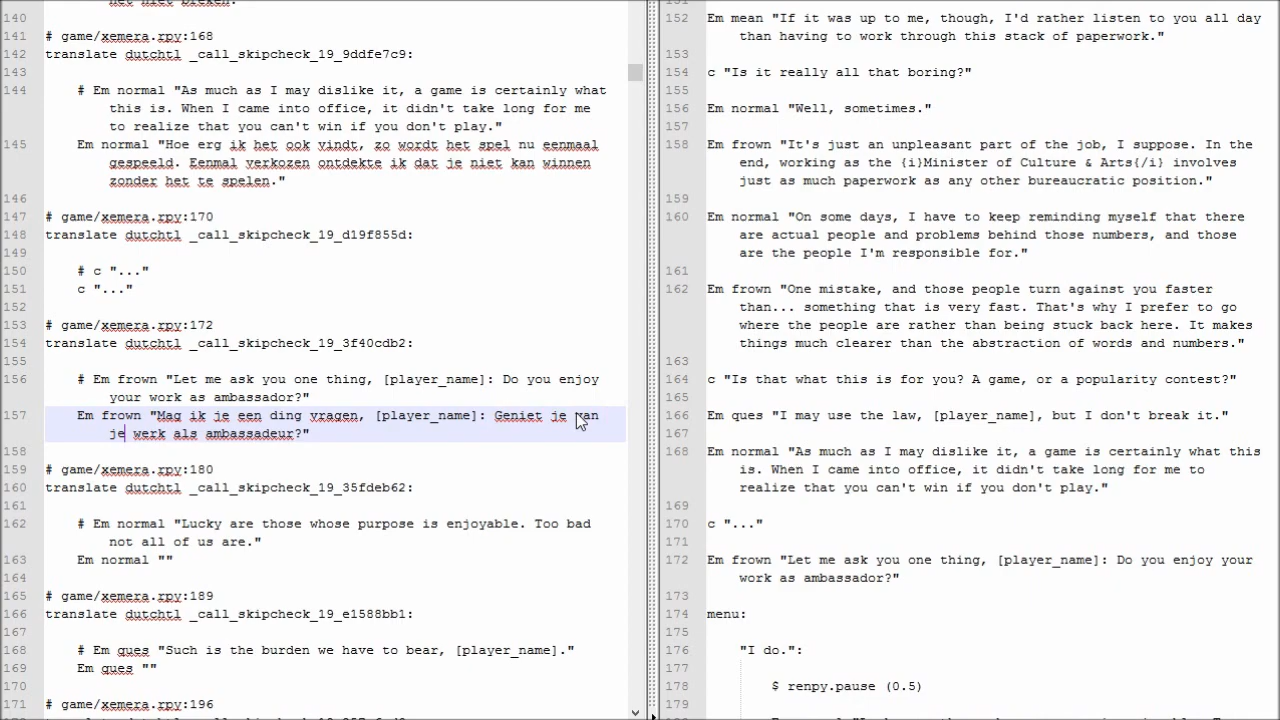 140 het niet breken."
141 # game/xemera.rpy:168
142 translate dutchtl _call_skipcheck_19_9ddfe7c9:
143
144 # Em normal "As much as I may dislike it, a game is certainly what
this is. When I came into office, it didn't take long for me
to realize that you can't win if you don't play."
145 Em normal "Hoe erg ik het ook vindt, zo wordt het spel nu eenmaal
gespeeld. Eenmaal verkozen ontdekte ik dat je niet kan winnen
zonder het te spelen."
146
147 # game/xemera.rpy:170
148 translate dutchtl _call_skipcheck_19_d19f855d:
149
150 # c "..."
151 c "..."
152
153 # game/xemera.rpy:172
154 translate dutchtl _call_skipcheck_19_3f40cdb2:
155
156 # Em frown "Let me ask you one thing, [player_name]: Do you enjoy
your work as ambassador?"
157 Em frown "Mag ik je een ding vragen, [player_name]: Geniet je van
je werk als ambassadeur?"
158
159 # game/xemera.rpy:180
160 translate dutchtl _call_skipcheck_19_35fdeb62:
161
162 # Em normal "Lucky are those whose purpose is enjoyable. Too bad
not all of us are."
163 Em normal ""
164
165 # game/xemera.rpy:189
166 translate dutchtl _call_skipcheck_19_e1588bb1:
167
168 # Em ques "Such is the burden we have to bear, [player_name]."
169 Em ques ""
170
171 # game/xemera.rpy:196
152 Em mean "If it was up to me, though, I'd rather listen to you all day
than having to work through this stack of paperwork."
153
154 c "Is it really all that boring?"
155
156 Em normal "Well, sometimes."
157
158 Em frown "It's just an unpleasant part of the job, I suppose. In the
end, working as the {i}Minister of Culture & Arts{/i} involves
just as much paperwork as any other bureaucratic position."
159
160 Em normal "On some days, I have to keep reminding myself that there
are actual people and problems behind those numbers, and those
are the people I'm responsible for."
161
162 Em frown "One mistake, and those people turn against you faster
than... something that is very fast. That's why I prefer to go
where the people are rather than being stuck back here. It makes
things much clearer than the abstraction of words and numbers."
163
164 c "Is that what this is for you? A game, or a popularity contest?"
165
166 Em ques "I may use the law, [player_name], but I don't break it."
167
168 Em normal "As much as I may dislike it, a game is certainly what this
is. When I came into office, it didn't take long for me to
realize that you can't win if you don't play."
169
170 c "..."
171
172 Em frown "Let me ask you one thing, [player_name]: Do you enjoy your
work as ambassador?"
173
174 menu:
175
176 "I do.":
177
178 $ renpy.pause (0.5)